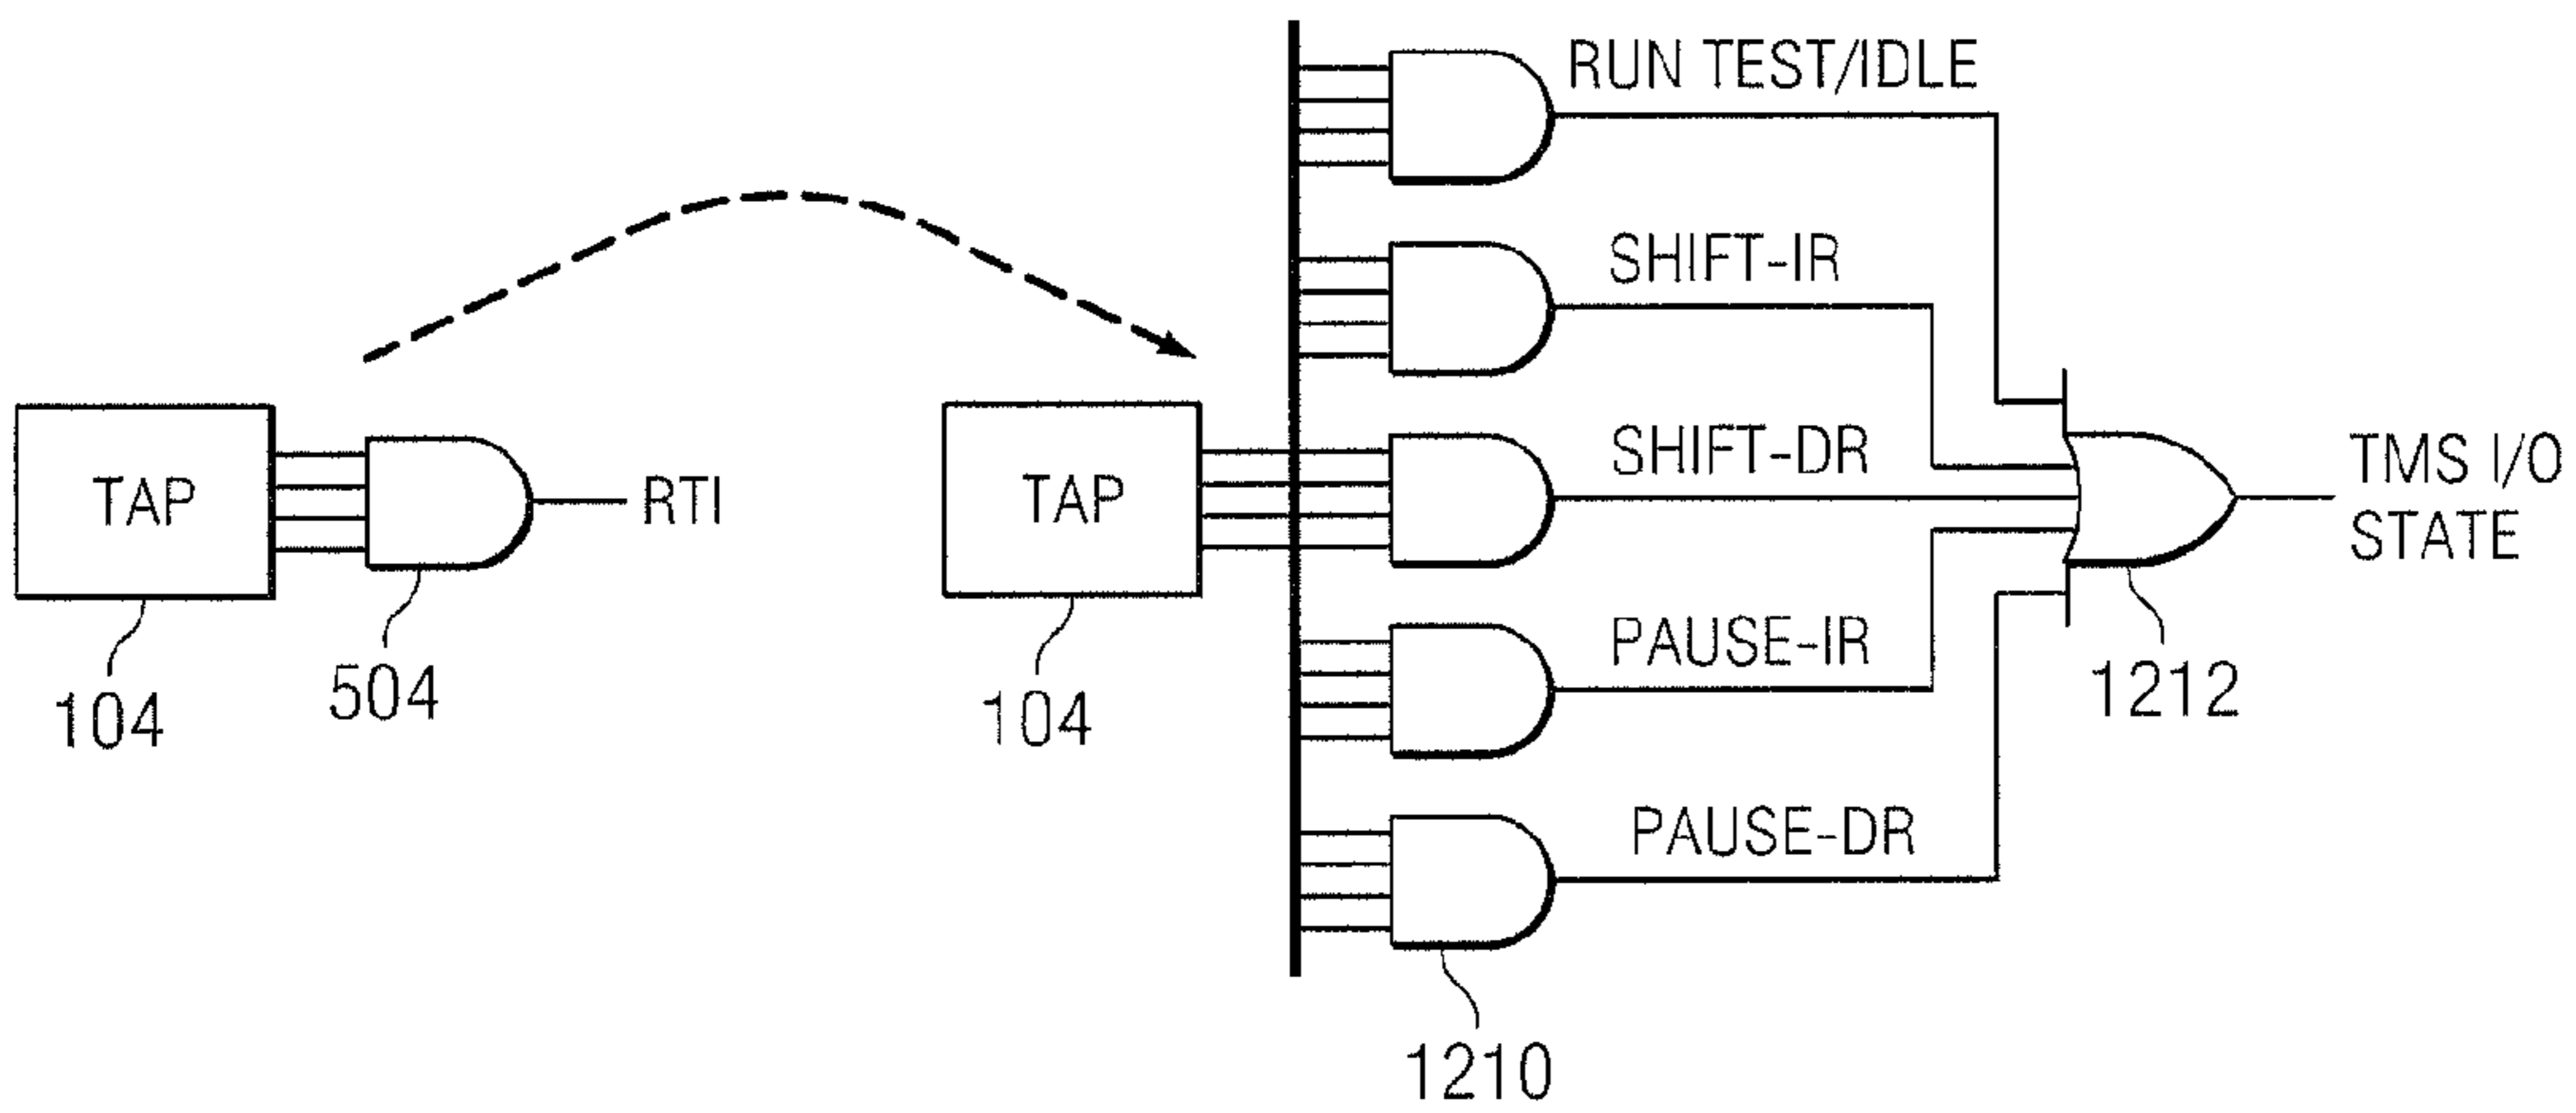 RUN TEST/IDLE
SHIFT-IR
SHIFT-DR
TMS I/O
STATE
TAP
RTI
TAP
504
104
104
PAUSE-IR
1212
PAUSE-DR
1210